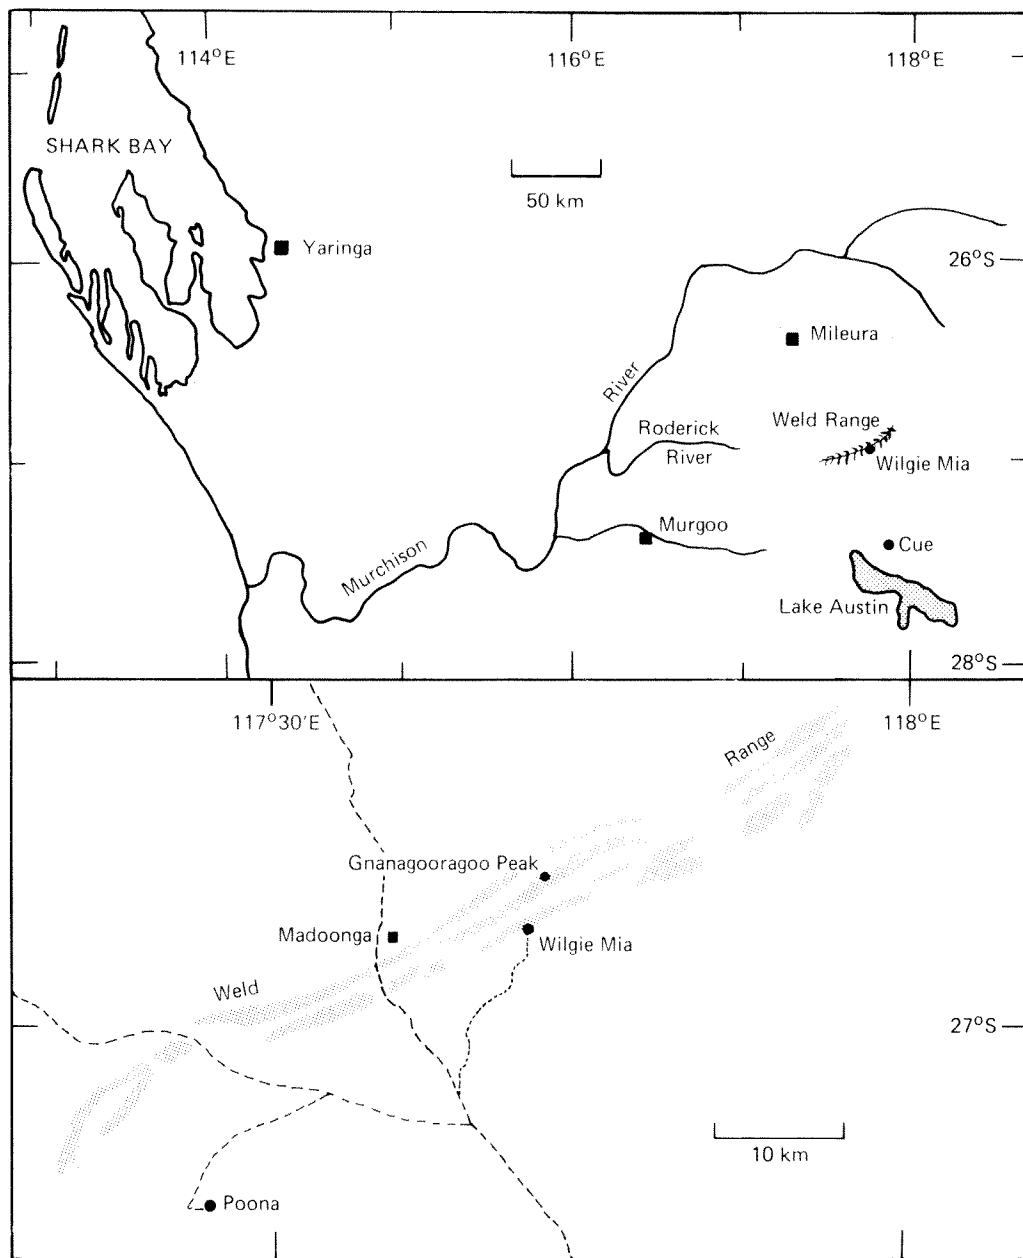 114°E
116°E
118°E
SHARK BAY
50 km
Yaringa
26°S
Mileura
River
Weld Range
Roderick
River
Wilgie Mia
Murgoo
Cue
Murchison
Lake Austin
28°S
117°30'E
118°E
Range
Gnanagooragoo Peak
Madoonga
Wilgie Mia
Weld
27°S
10 km
Poona